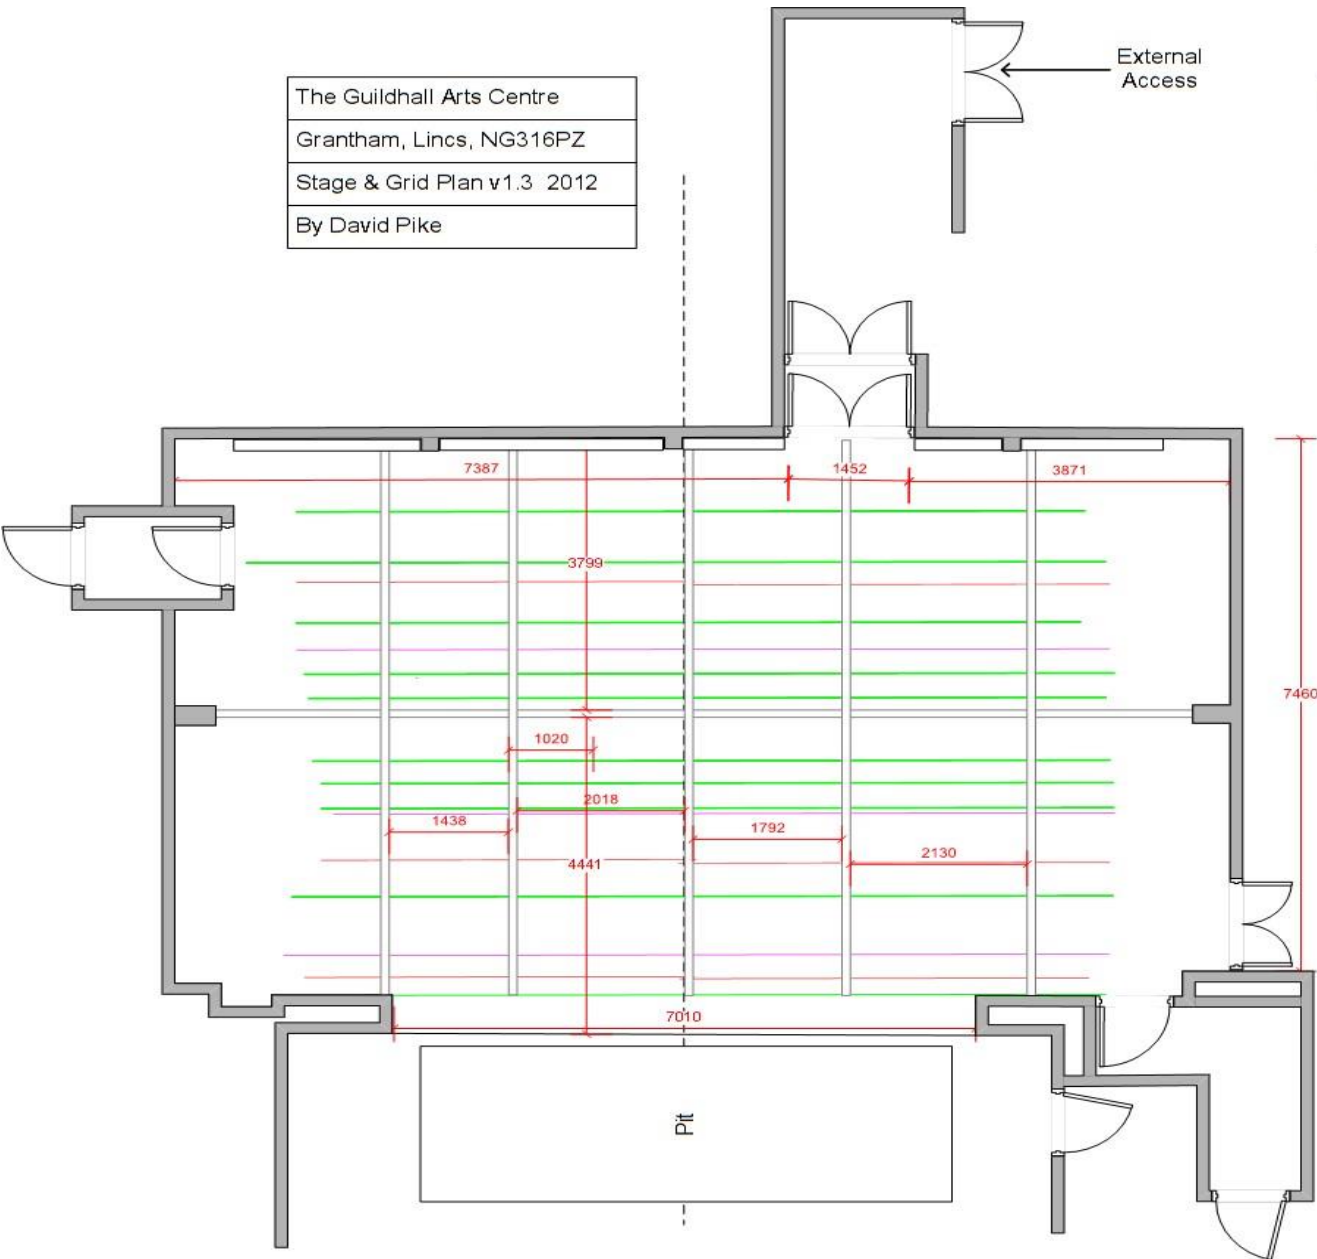 External
Access
The Guildhall Arts Centre
Grantham, Lincs, NG316PZ
Stage & Grid Plan v1.3 2012
By David Pike
7387
1452
3871
3799
7460
1020
2018
1438
1792
2130
4441
7010
Pit